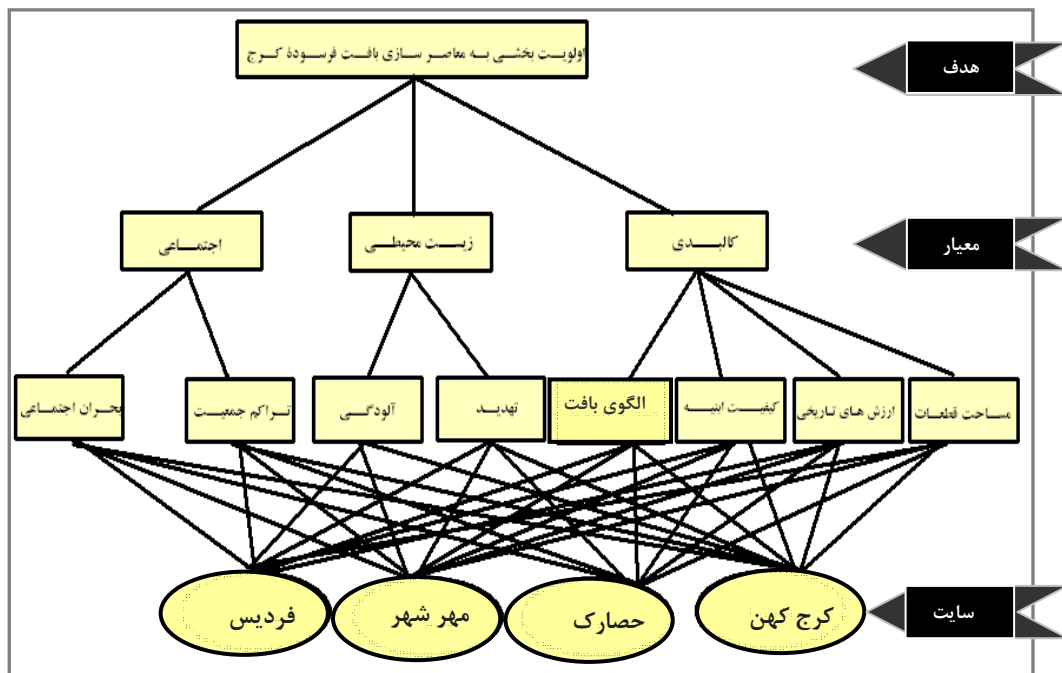 اولویت بخشی به معاصر سازی بافت فرسودهٔ کرج
هدف
کالبدی
زیست محیطی
اجتماعی
معیار
مساحت قطعات
ارزش های تاریخی
کیفیت ابنیه
الگوی بافت
تهدید
آلودگی
تراکم جمعیت
بحران اجتماعی
کرج کهن
حصارک
مهر شهر
فردیس
سایت